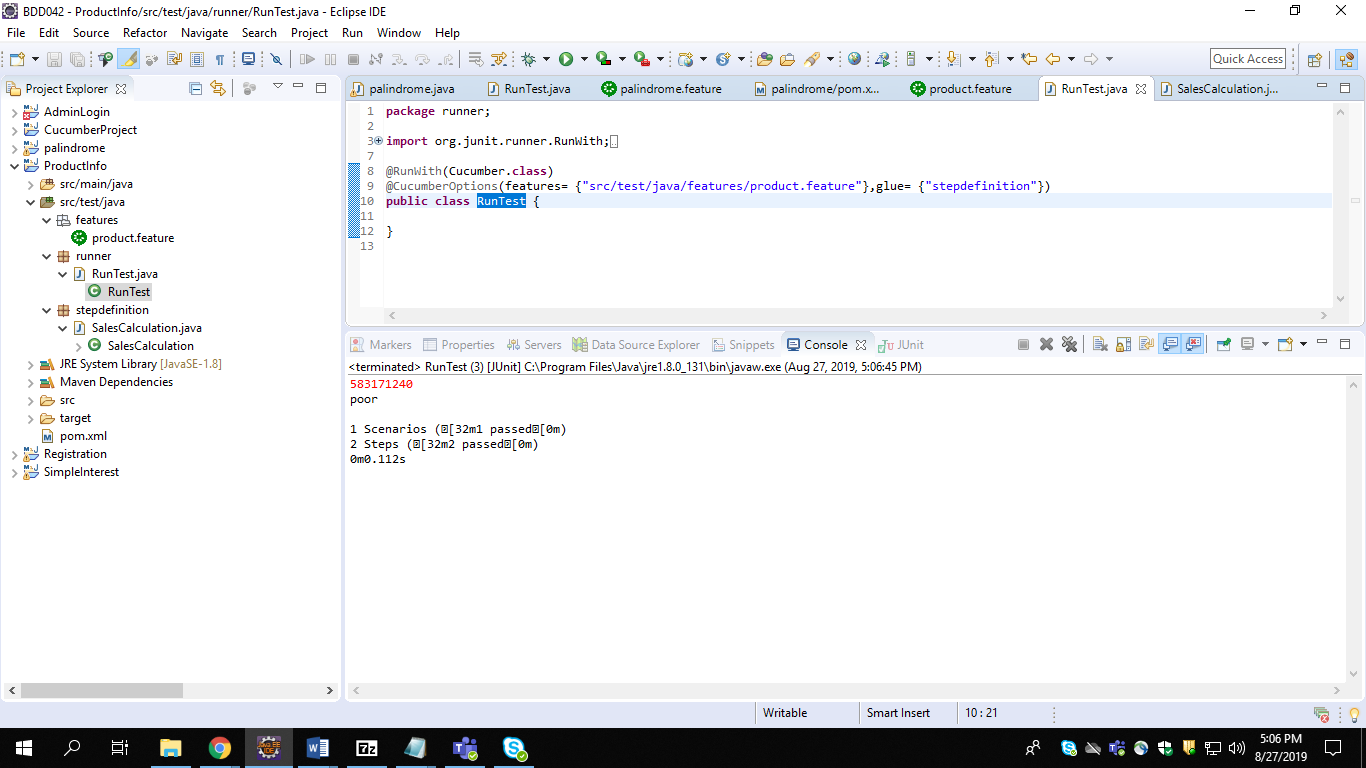 BDD042 - ProductInfo/src/test/java/runner/RunTest.java - Eclipse IDE
File Edit Source Refactor Navigate Search Project Run Window Help
Quick Access
Project Explorer
AdminLogin
CucumberProject
palindrome
ProductInfo
src/main/java
src/test/java
features
product.feature
runner
RunTest.java
RunTest
stepdefinition
SalesCalculation.java
SalesCalculation
JRE System Library [JavaSE-1.8]
Maven Dependencies
src
target
pom.xml
Registration
SimpleInterest
palindrome.java RunTest.java palindrome.feature palindrome/pom.x... product.feature RunTest.java SalesCalculation.j...
1 package runner;
2
3 import org.junit.runner.RunWith;
7
8 @RunWith(Cucumber.class)
9 @CucumberOptions(features= {"src/test/java/features/product.feature"},glue= {"stepdefinition"})
10 public class RunTest {
11
12 }
13
Markers Properties Servers Data Source Explorer Snippets Console JUnit
<terminated> RunTest (3) [JUnit] C:\Program Files\Java\jre1.8.0_131\bin\javaw.exe (Aug 27, 2019, 5:06:45 PM)
583171240
poor
1 Scenarios ([32m1 passed[0m)
2 Steps ([32m2 passed[0m)
0m0.112s
Writable Smart Insert 10 : 21
5:06 PM
8/27/2019